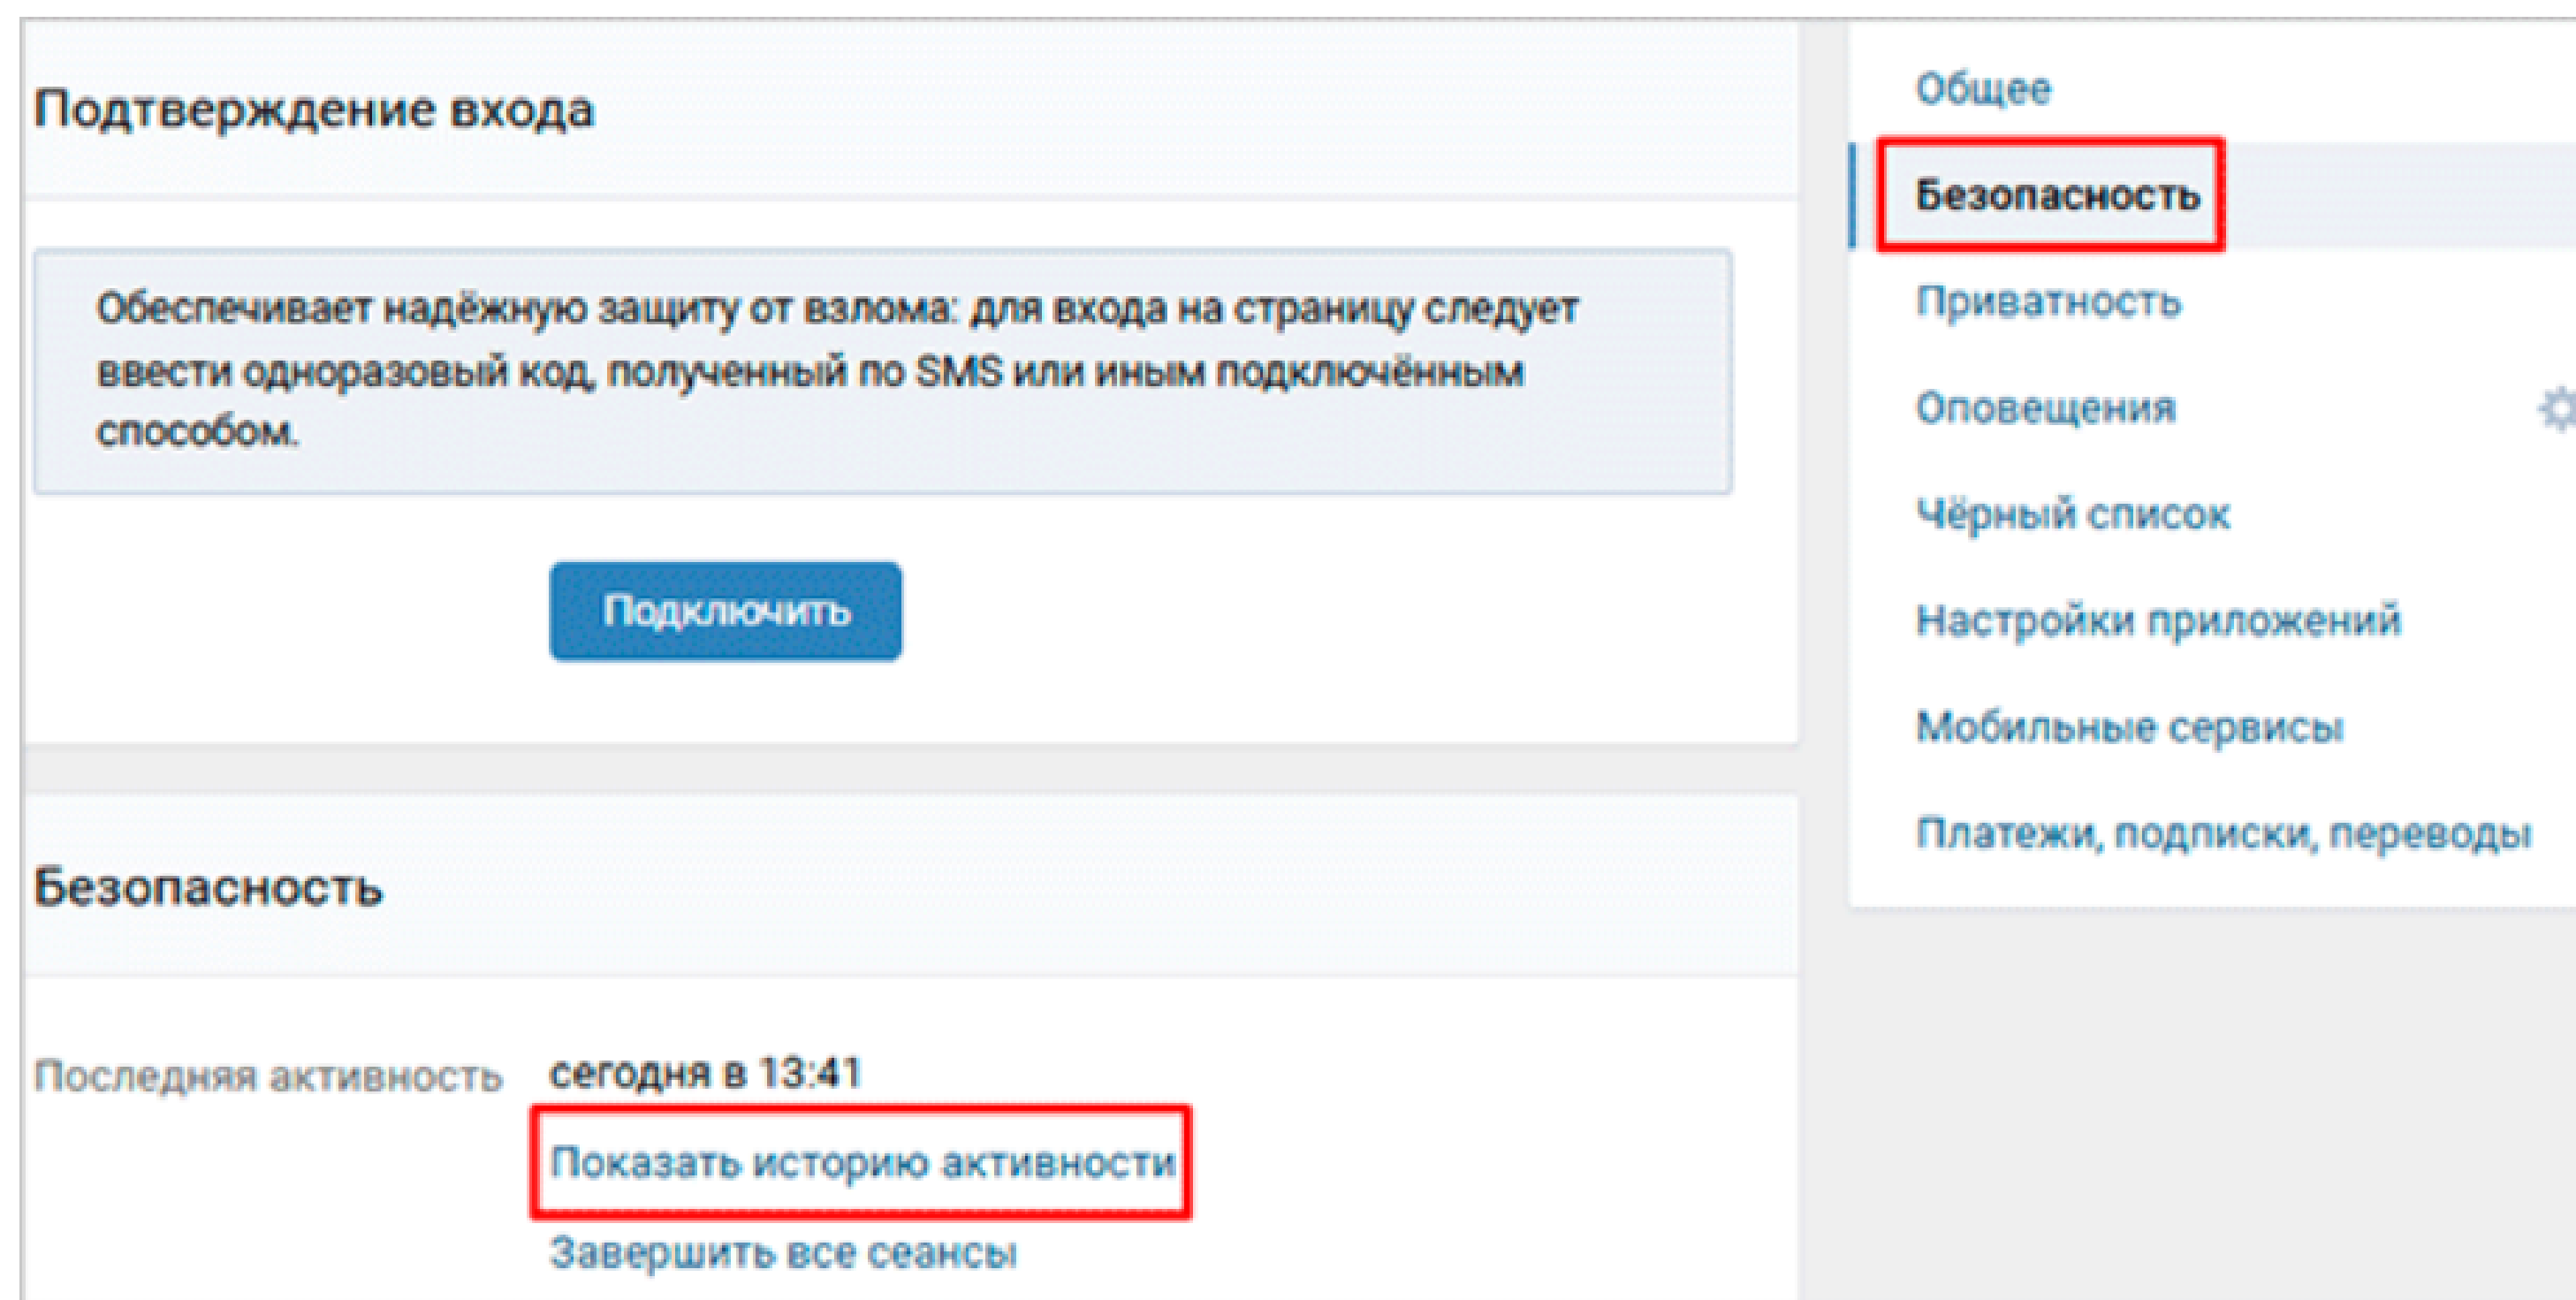 Подтверждение входа
Обеспечивает надёжную защиту от взлома: для входа на страницу следует
ввести одноразовый код, полученный по SMS или иным подключённым
способом.
Подключить
Безопасность
Последняя активность сегодня в 13:41
Показать историю активности
Завершить все сеансы
Общее
Безопасность
Приватность
Оповещения
Чёрный список
Настройки приложений
Мобильные сервисы
Платежи, подписки, переводы